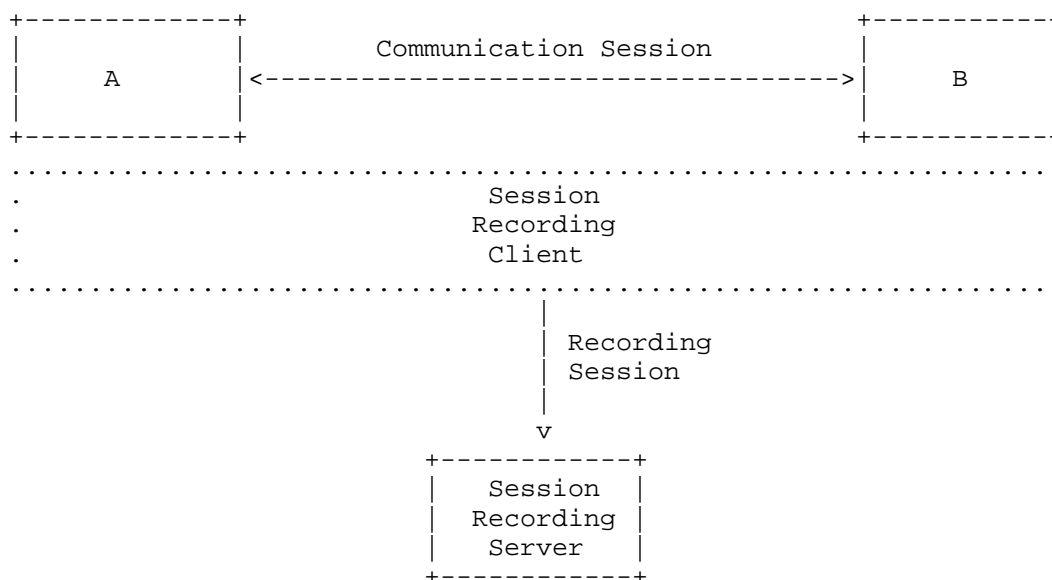 Communication Session
A
B
Session
Recording
Client
Recording
Session
v
Session
Recording
Server